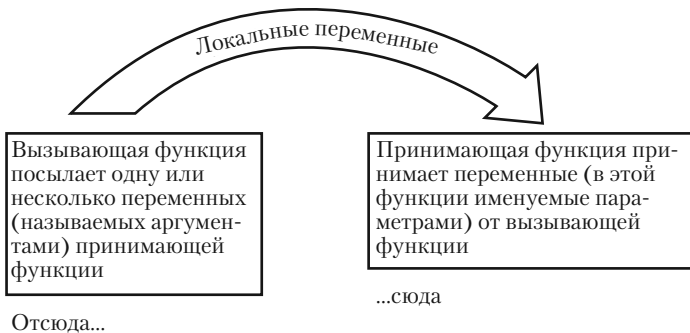 Локальные переменные
Вызывающая функция
посылает одну или
несколько переменных
(называемых аргумен-
тами) принимающей
функции
Отсюда...
Принимающая функция при-
нимает переменные (в этой
функции именуемые пара-
метрами) от вызывающей
функции
...сюда